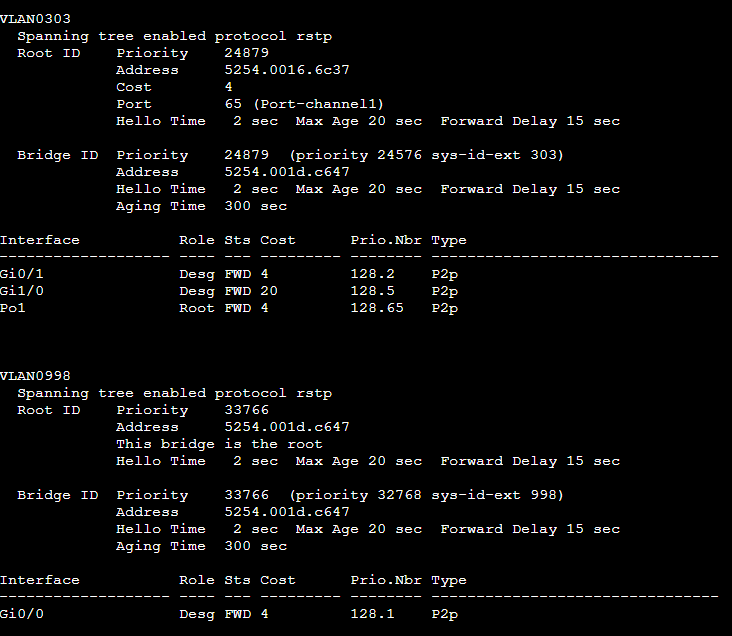 VLAN0303
  Spanning tree enabled protocol rstp
  Root ID    Priority    24879
             Address     5254.0016.6c37
             Cost        4
             Port        65 (Port-channel1)
             Hello Time   2 sec  Max Age 20 sec  Forward Delay 15 sec
  Bridge ID  Priority    24879  (priority 24576 sys-id-ext 303)
             Address     5254.001d.c647
             Hello Time   2 sec  Max Age 20 sec  Forward Delay 15 sec
             Aging Time  300 sec
Interface           Role Sts Cost      Prio.Nbr Type
------------------- ---- --- --------- -------- --------------------------------
Gi0/1               Desg FWD 4         128.2    P2p
Gi1/0               Desg FWD 20        128.5    P2p
Po1                 Root FWD 4         128.65   P2p
VLAN0998
  Spanning tree enabled protocol rstp
  Root ID    Priority    33766
             Address     5254.001d.c647
             This bridge is the root
             Hello Time   2 sec  Max Age 20 sec  Forward Delay 15 sec
  Bridge ID  Priority    33766  (priority 32768 sys-id-ext 998)
             Address     5254.001d.c647
             Hello Time   2 sec  Max Age 20 sec  Forward Delay 15 sec
             Aging Time  300 sec
Interface           Role Sts Cost      Prio.Nbr Type
------------------- ---- --- --------- -------- --------------------------------
Gi0/0               Desg FWD 4         128.1    P2p